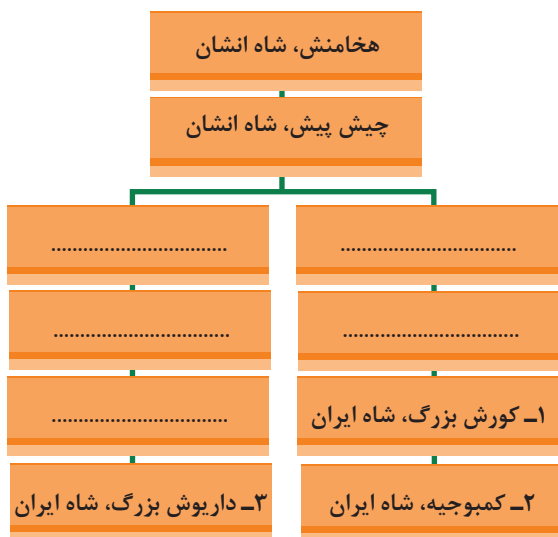 هخامنش، شاه انشان
چیش پیش، شاه انشان
................................
................................
................................
................................
۱ـ کورش بزرگ، شاه ایران
................................
۲ـ کمبوجیه، شاه ایران
۳ـ داریوش بزرگ، شاه ایران